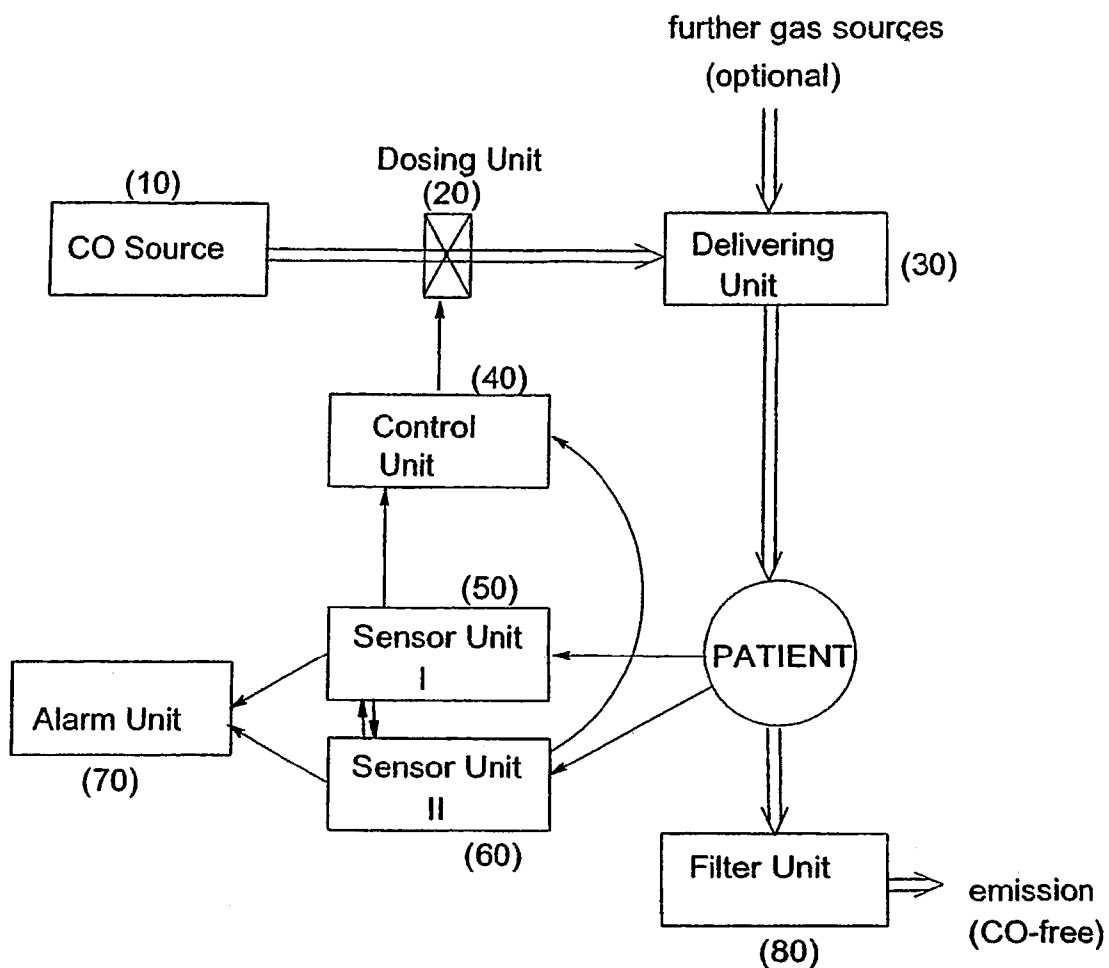 further gas sources
(optional)
Dosing Unit
(20)
(10)
CO Source
Delivering
Unit
(30)
(40)
Control
Unit
(50)
Sensor Unit
I
PATIENT
Alarm Unit
(70)
Sensor Unit
II
(60)
Filter Unit
(80)
emission
(CO-free)